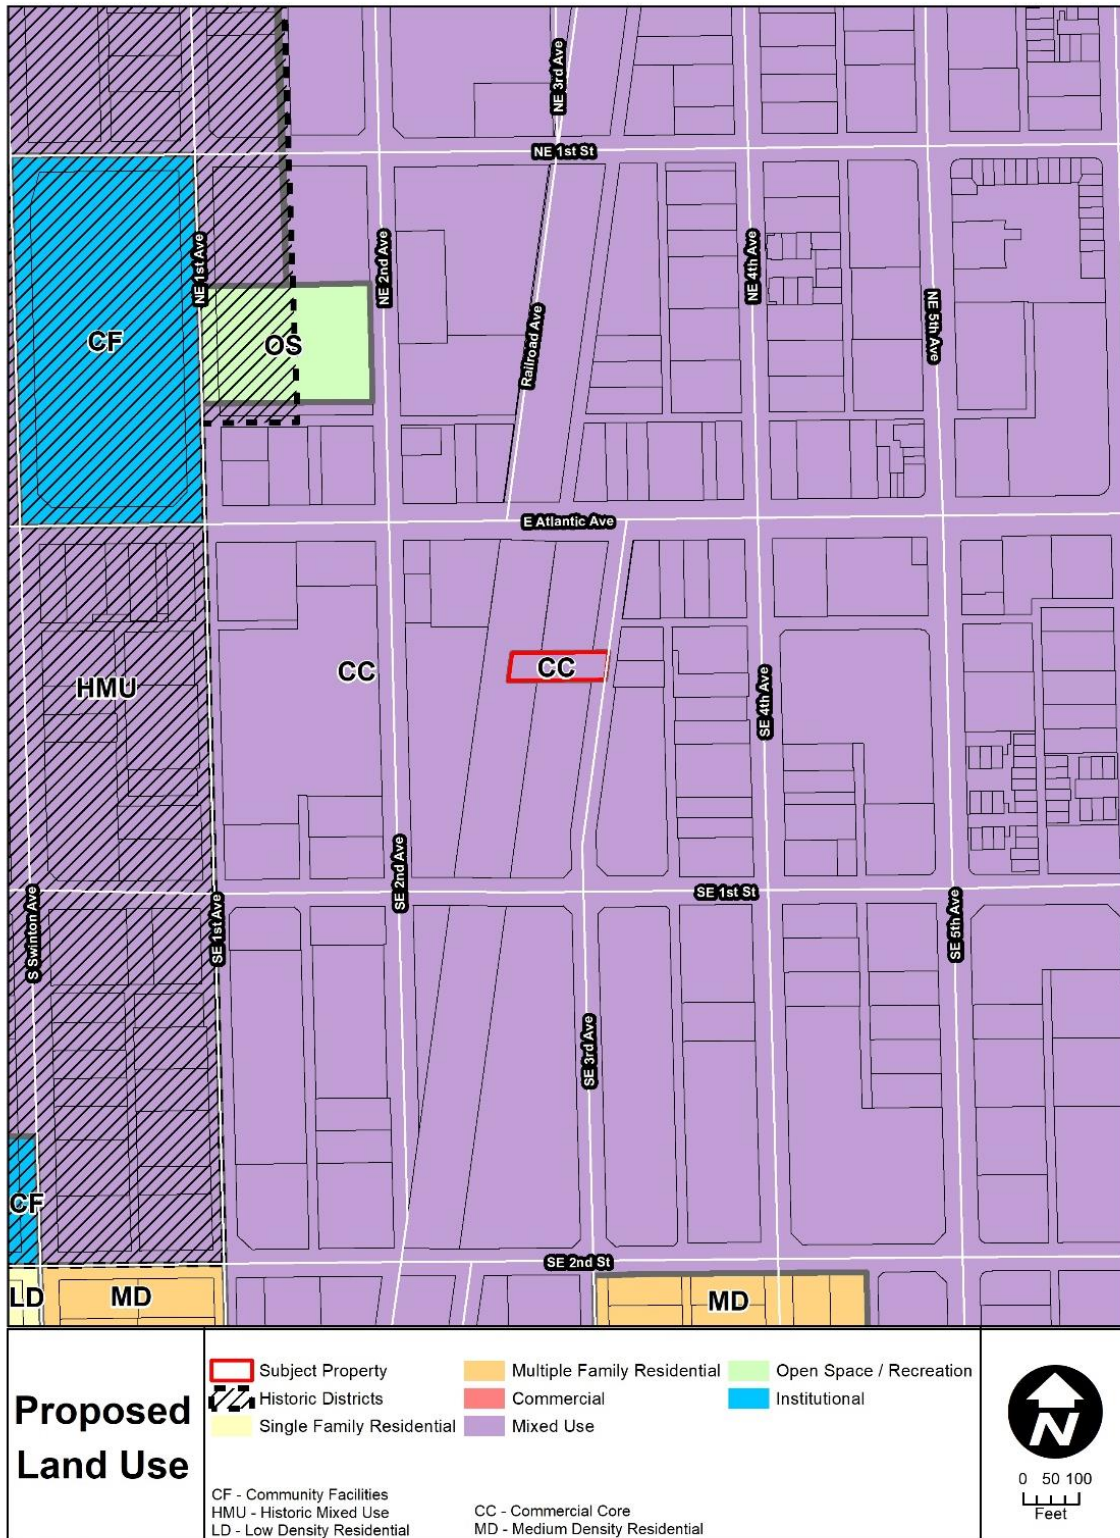 NE 3rd Ave
NE 1st St
NE 1st Ave
NE 2nd Ave
NE 4th Ave
NE 5th Ave
Railroad Ave
CF
OS
E Atlantic Ave
HMU
CC
CC
SE 4th Ave
SE 2nd Ave
SE 1st St
S Swinton Ave
SE 1st Ave
SE 5th Ave
SE 3rd Ave
CF
SE 2nd St
LD
MD
MD
Proposed
Land Use
Subject Property
Historic Districts
Single Family Residential
Multiple Family Residential
Commercial
Mixed Use
Open Space / Recreation
Institutional
CF - Community Facilities
HMU - Historic Mixed Use
LD - Low Density Residential
CC - Commercial Core
MD - Medium Density Residential
N
0 50 100
Feet